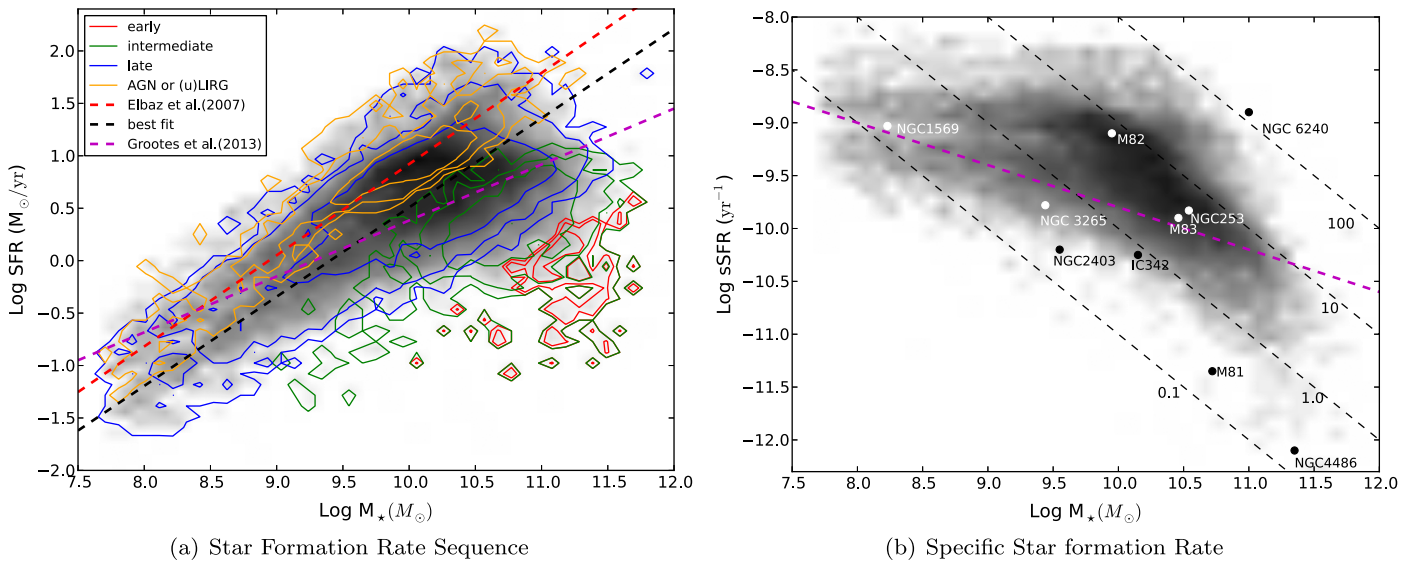 2.0
1.5
1.0
0.5
0.0
−0.5
−1.0
−1.5
−2.0
Log SFR (M⊙/yr)
early
intermediate
late
AGN or (u)LIRG
Elbaz et al.(2007)
best fit
Grootes et al.(2013)
7.5 8.0 8.5 9.0 9.5 10.0 10.5 11.0 11.5 12.0
Log M⋆(M⊙)
(a) Star Formation Rate Sequence
−8.0
−8.5
−9.0
−9.5
−10.0
−10.5
−11.0
−11.5
−12.0
Log sSFR (yr⁻¹)
NGC 6240
NGC1569
M82
NGC 3265
NGC253
M83
100
NGC2403
IC342
10
M81
0.1
1.0
NGC4486
7.5 8.0 8.5 9.0 9.5 10.0 10.5 11.0 11.5 12.0
Log M⋆(M⊙)
(b) Specific Star formation Rate